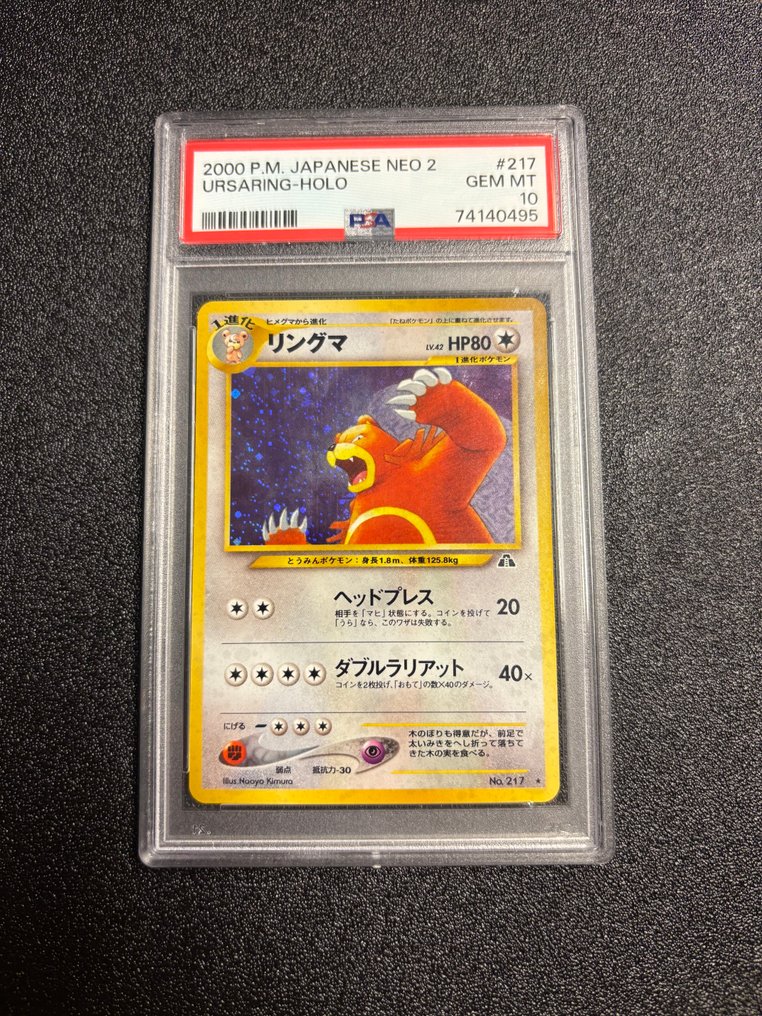 2000 P.M. JAPANESE NEO 2 #217
URSARING-HOLO GEM MT
10
PSA 74140495
1進化 ヒメグマから進化 「たねポケモン」の上に重ねて進化させます。
リングマ LV.42 HP80
1進化ポケモン
とうみんポケモン:身長1.8m、体重125.8kg
ヘッドプレス 20
相手を「マヒ」状態にする。コインを投げて
「うら」なら、このワザは失敗する。
ダブルラリアット 40×
コインを2枚投げ、「おもて」の数×40のダメージ。
にげる
木のぼりも得意だが、前足で
太いみきをへし折って落ちて
きた木の実を食べる。
弱点 抵抗力-30
Illus.Naoyo Kimura No. 217 ★